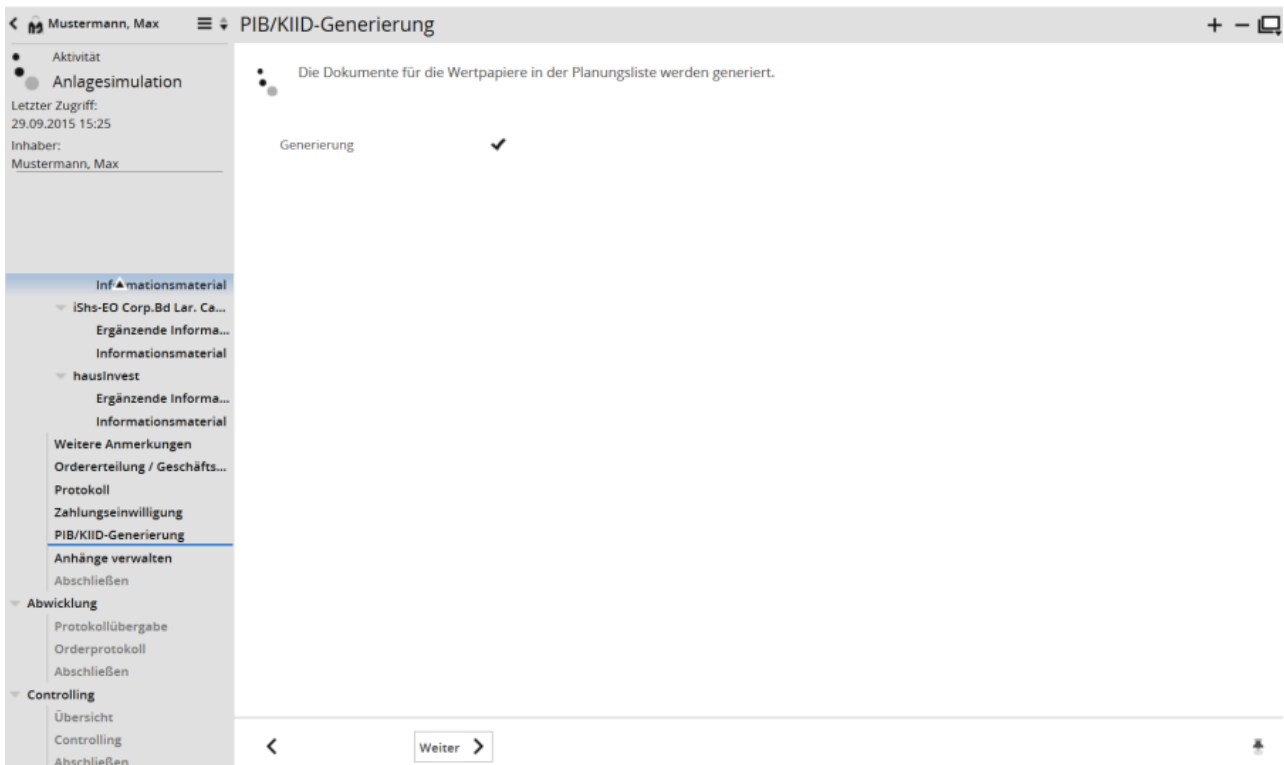 Mustermann, Max
PIB/KIID-Generierung
Aktivität
Anlagesimulation
Letzter Zugriff:
29.09.2015 15:25
Inhaber:
Mustermann, Max
Die Dokumente für die Wertpapiere in der Planungsliste werden generiert.
Generierung
Informationsmaterial
iShs-EO Corp.Bd Lar. Ca...
Ergänzende Informa...
Informationsmaterial
hausInvest
Ergänzende Informa...
Informationsmaterial
Weitere Anmerkungen
Ordererteilung / Geschäfts...
Protokoll
Zahlungseinwilligung
PIB/KIID-Generierung
Anhänge verwalten
Abschließen
Abwicklung
Protokollübergabe
Orderprotokoll
Abschließen
Controlling
Übersicht
Controlling
Abschließen
Weiter